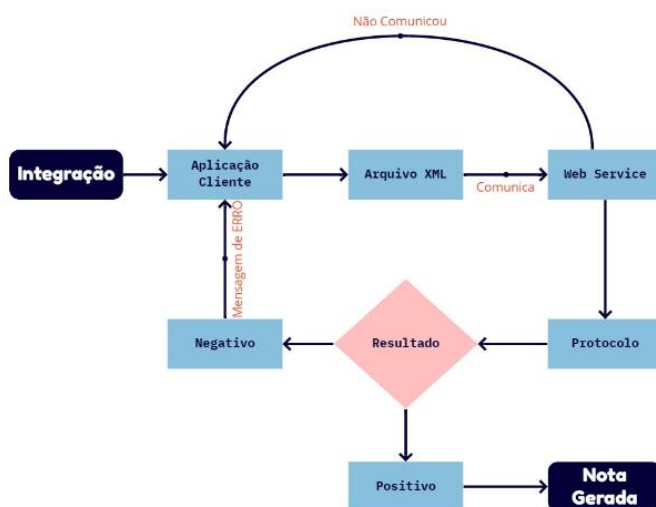 Não Comunicou
Integração
Aplicação
Cliente
Arquivo XML
Comunica
Web Service
Mensagem de ERRO
Negativo
Resultado
Protocolo
Positivo
Nota
Gerada